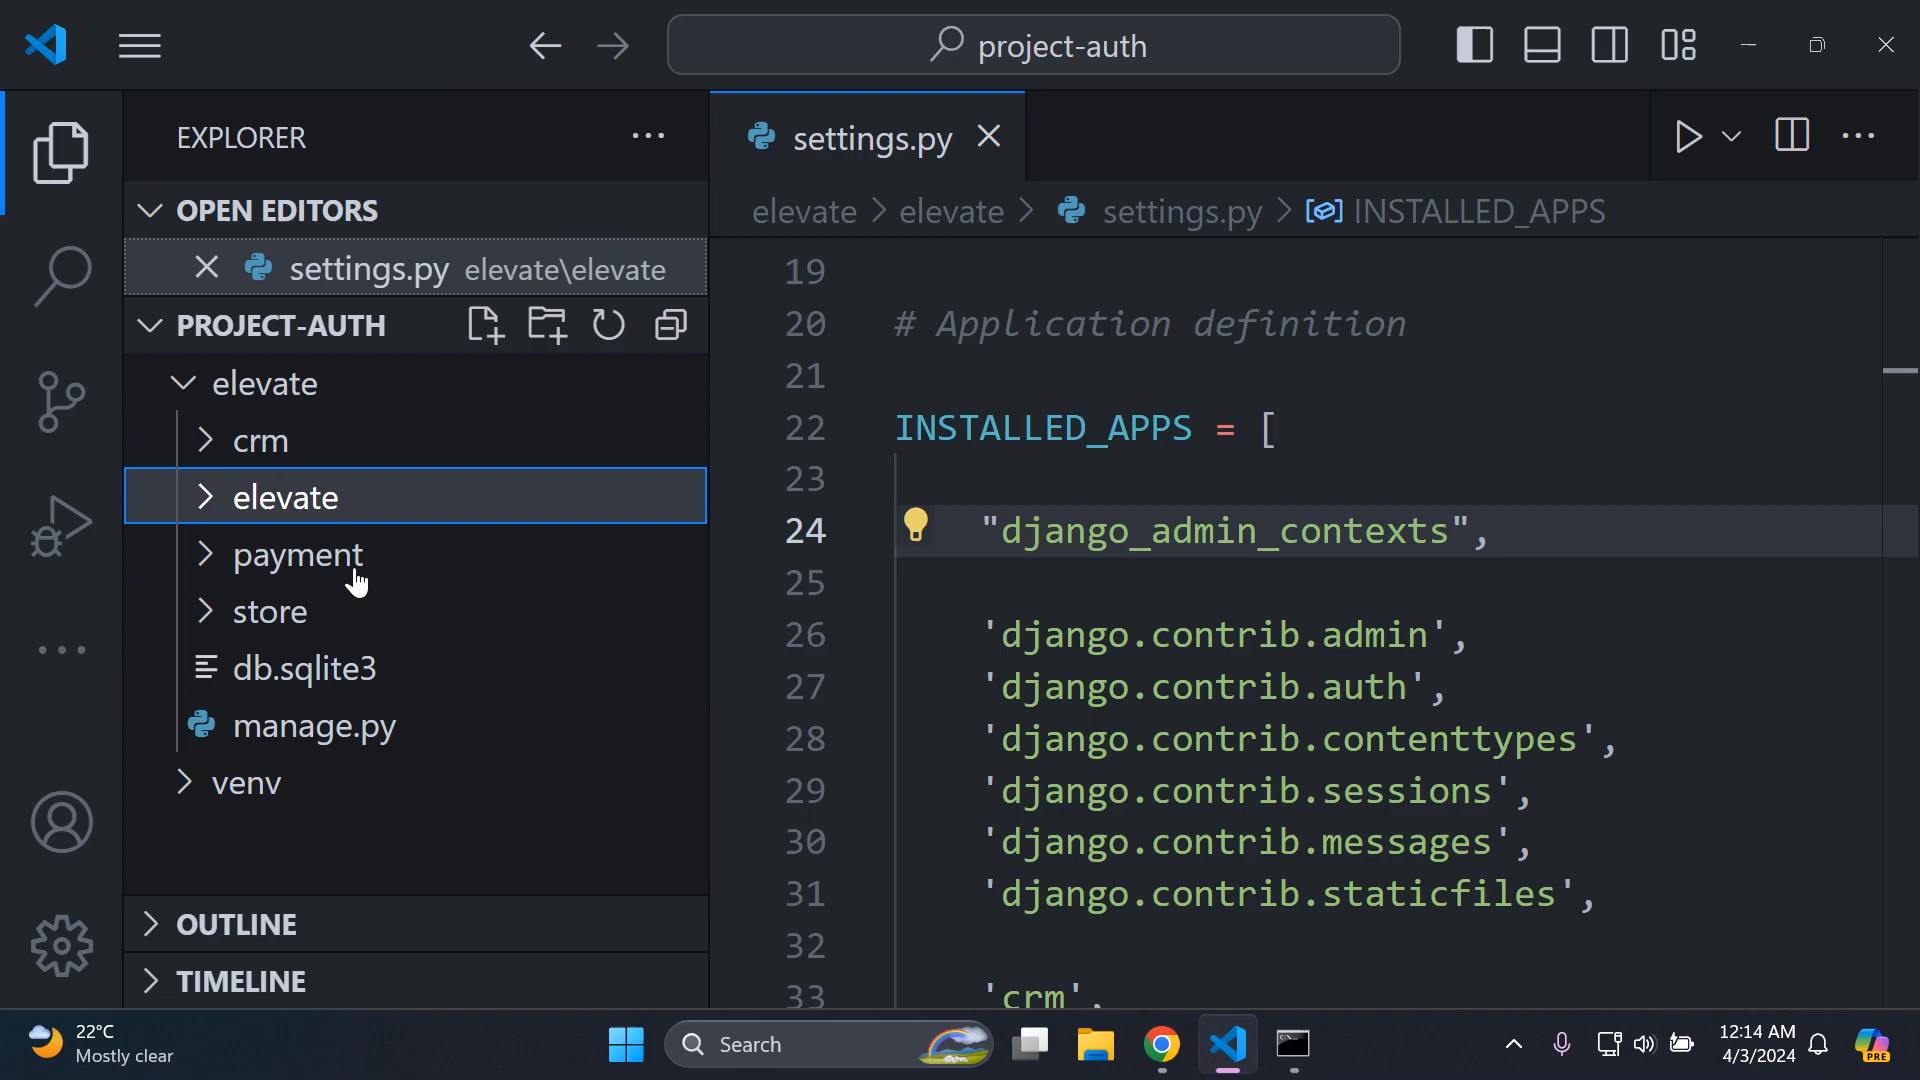 project-auth
EXPLORER
OPEN EDITORS
settings.py elevate\elevate
PROJECT-AUTH
elevate
crm
elevate
payment
store
db.sqlite3
manage.py
venv
OUTLINE
TIMELINE
settings.py
elevate > elevate > settings.py > INSTALLED_APPS
19
20 # Application definition
21
22 INSTALLED_APPS = [
23
24 "django_admin_contexts",
25
26 'django.contrib.admin',
27 'django.contrib.auth',
28 'django.contrib.contenttypes',
29 'django.contrib.sessions',
30 'django.contrib.messages',
31 'django.contrib.staticfiles',
32
33 'crm',
22°C
Mostly clear
Search
12:14 AM
4/3/2024
PRE